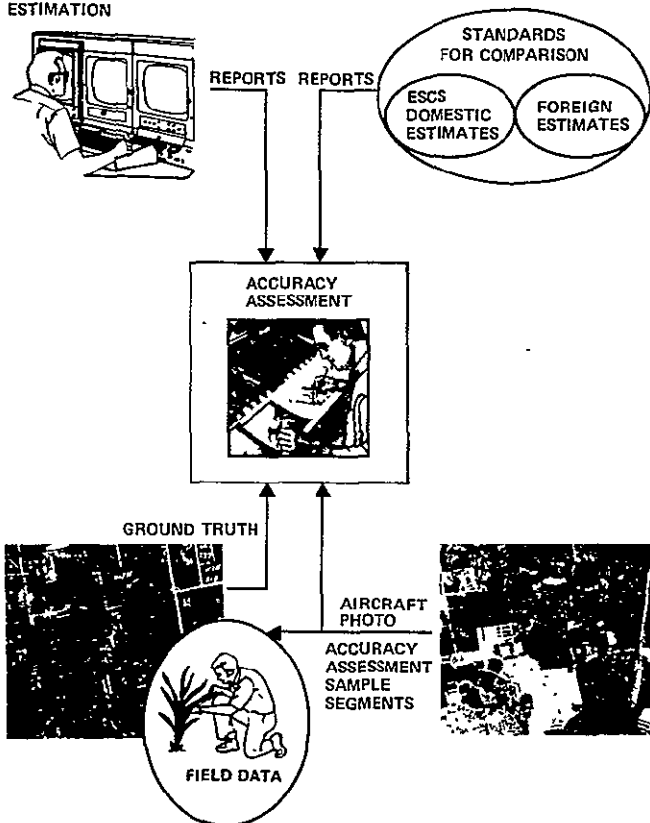 ESTIMATION
REPORTS REPORTS
STANDARDS
FOR COMPARISON
ESCS
DOMESTIC
ESTIMATES
FOREIGN
ESTIMATES
ACCURACY
ASSESSMENT
GROUND TRUTH
AIRCRAFT
PHOTO
ACCURACY
ASSESSMENT
SAMPLE
SEGMENTS
FIELD DATA